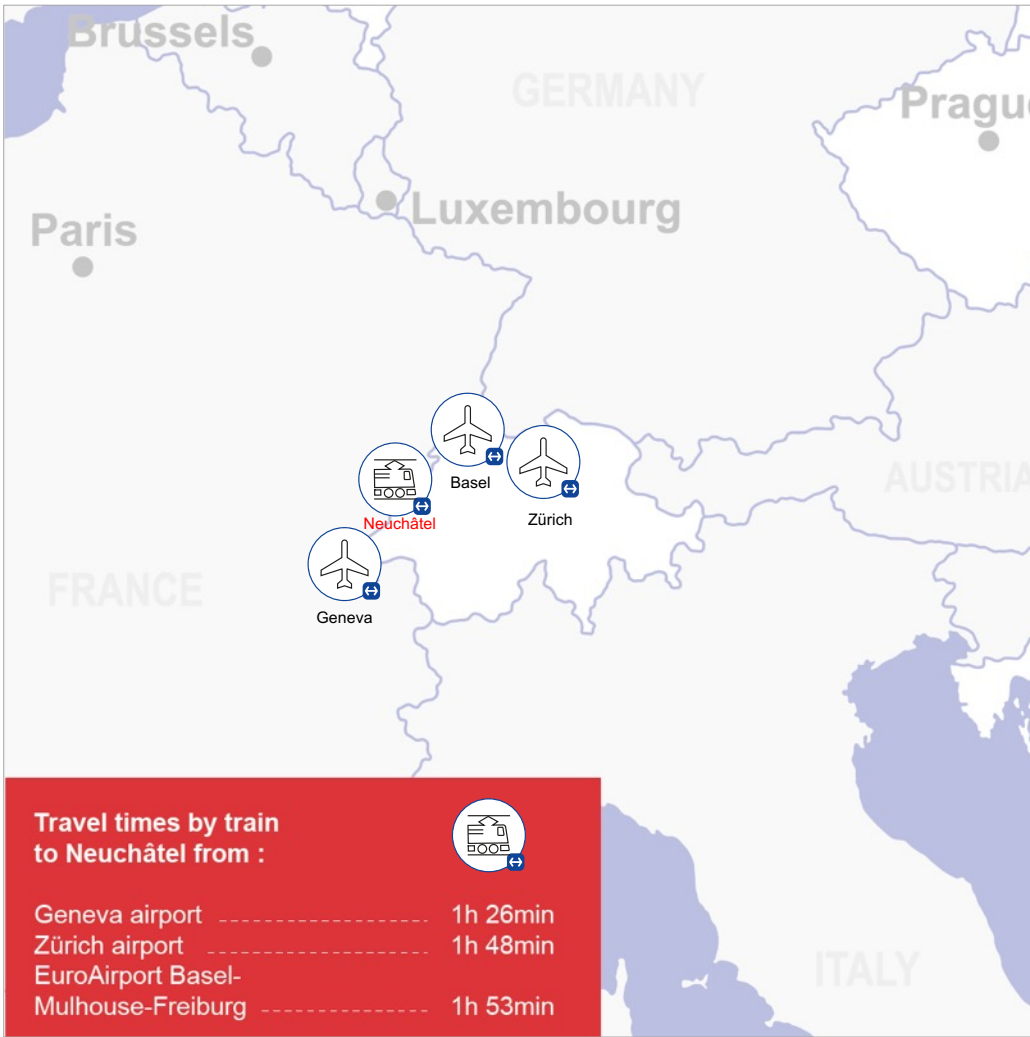 Brussels
GERMANY
Luxembourg
Paris
Basel
Zürich
Neuchâtel
AUSTRIA
FRANCE
Geneva
Travel times by train
to Neuchâtel from :
Geneva airport 1h 26min
Zürich airport 1h 48min
EuroAirport Basel-
Mulhouse-Freiburg 1h 53min
ITALY